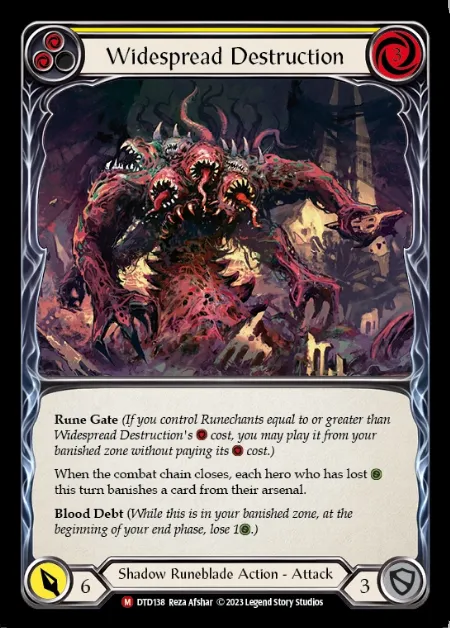 Widespread Destruction
3
Rune Gate (If you control Runechants equal to or greater than
Widespread Destruction's cost, you may play it from your
banished zone without paying its cost.)
When the combat chain closes, each hero who has lost
this turn banishes a card from their arsenal.
Blood Debt (While this is in your banished zone, at the
beginning of your end phase, lose 1.)
6
Shadow Runeblade Action - Attack
3
M DTD138 Reza Afshar © 2023 Legend Story Studios